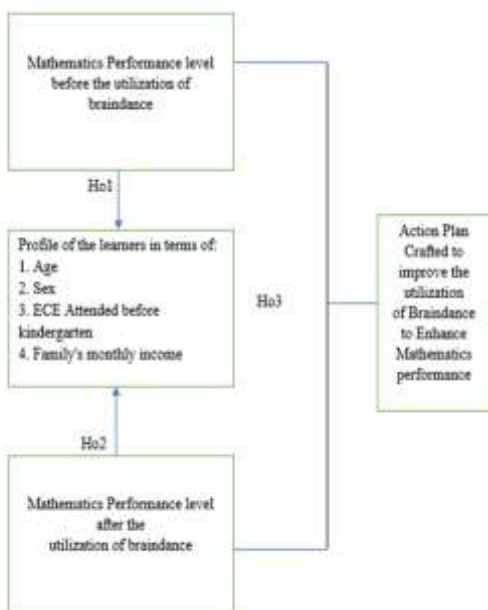 Mathematics Performance level
before the utilization of
braindance
Ho1
Profile of the learners in terms of:
1. Age
2. Sex
3. ECE Attended before
kindergarten
4. Family's monthly income
Ho2
Mathematics Performance level
after the
utilization of braindance
Ho3
Action Plan
Crafted to
improve the
utilization
of Braindance
to Enhance
Mathematics
performance